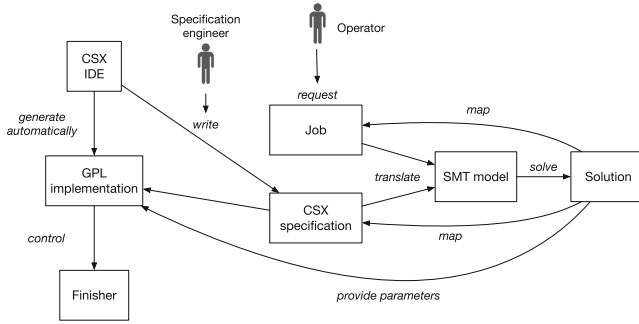 Specification
engineer
Operator
CSX
IDE
generate
automatically
write
request
Job
map
GPL
implementation
translate
SMT model
solve
Solution
CSX
specification
map
control
Finisher
provide parameters